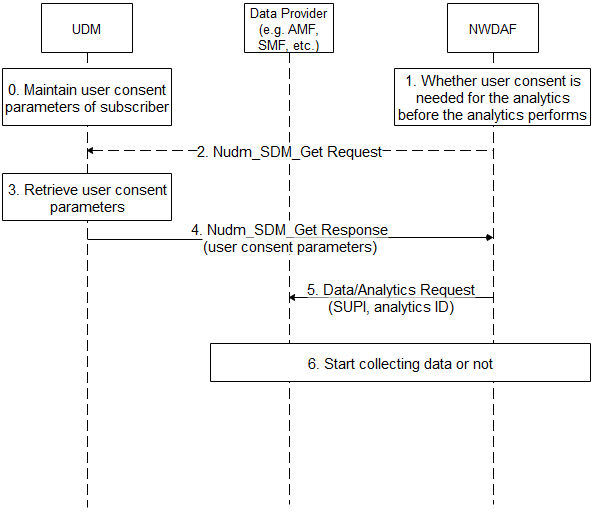 UDM
Data Provider
(e.g. AMF,
SMF, etc.)
NWDAF
0. Maintain user consent
parameters of subscriber
1. Whether user consent is
needed for the analytics
before the analytics performs
2. Nudm_SDM_Get Request
3. Retrieve user consent
parameters
4. Nudm_SDM_Get Response
(user consent parameters)
5. Data/Analytics Request
(SUPI, analytics ID)
6. Start collecting data or not